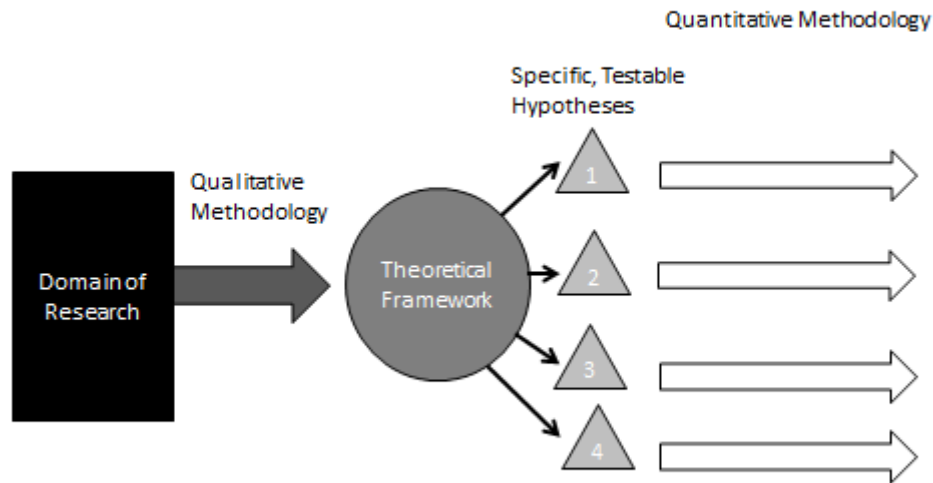 Quantitative Methodology
Specific, Testable
Hypotheses
1
Qualitative
Methodology
2
Theoretical
Framework
Domain of
Research
3
4